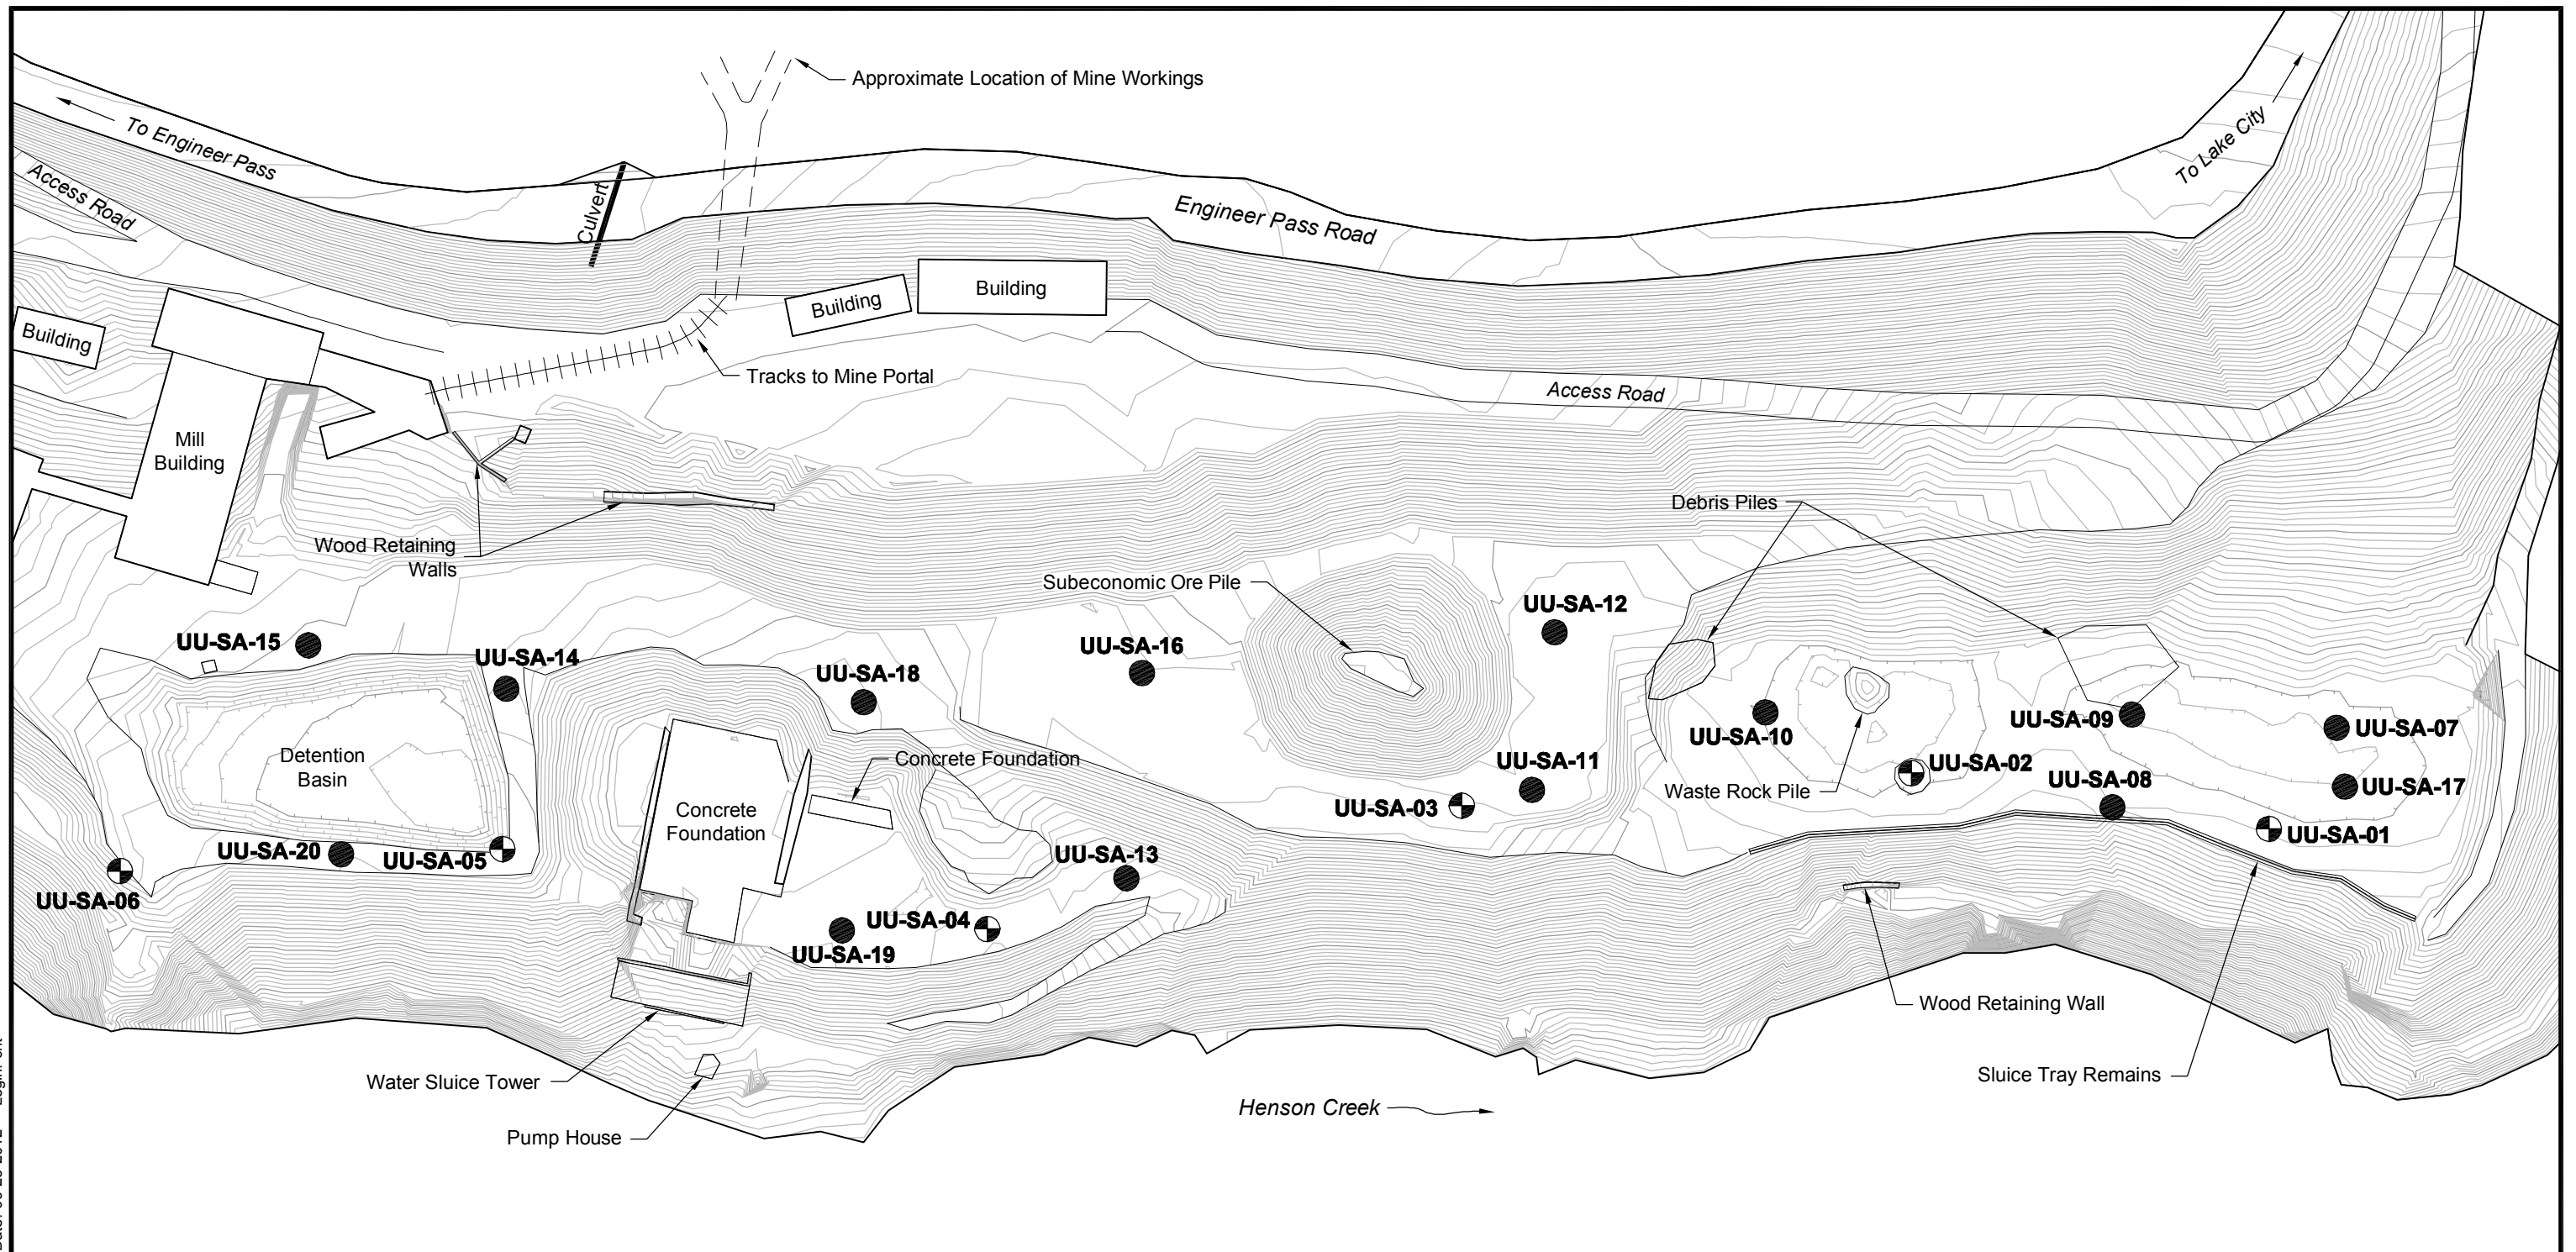 Approximate Location of Mine Workings
To Engineer Pass
Access Road
Culvert
Engineer Pass Road
To Lake City
Building
Building
Building
Tracks to Mine Portal
Access Road
Mill
Building
Wood Retaining
Walls
Debris Piles
Subeconomic Ore Pile
UU-SA-12
UU-SA-15
UU-SA-14
UU-SA-16
UU-SA-18
UU-SA-09
UU-SA-07
UU-SA-10
Detention
Basin
Concrete Foundation
UU-SA-11
UU-SA-02
UU-SA-08
UU-SA-17
Waste Rock Pile
Concrete
Foundation
UU-SA-03
UU-SA-01
UU-SA-20
UU-SA-05
UU-SA-13
UU-SA-06
UU-SA-04
UU-SA-19
Wood Retaining Wall
Water Sluice Tower
Sluice Tray Remains
Henson Creek
Pump House